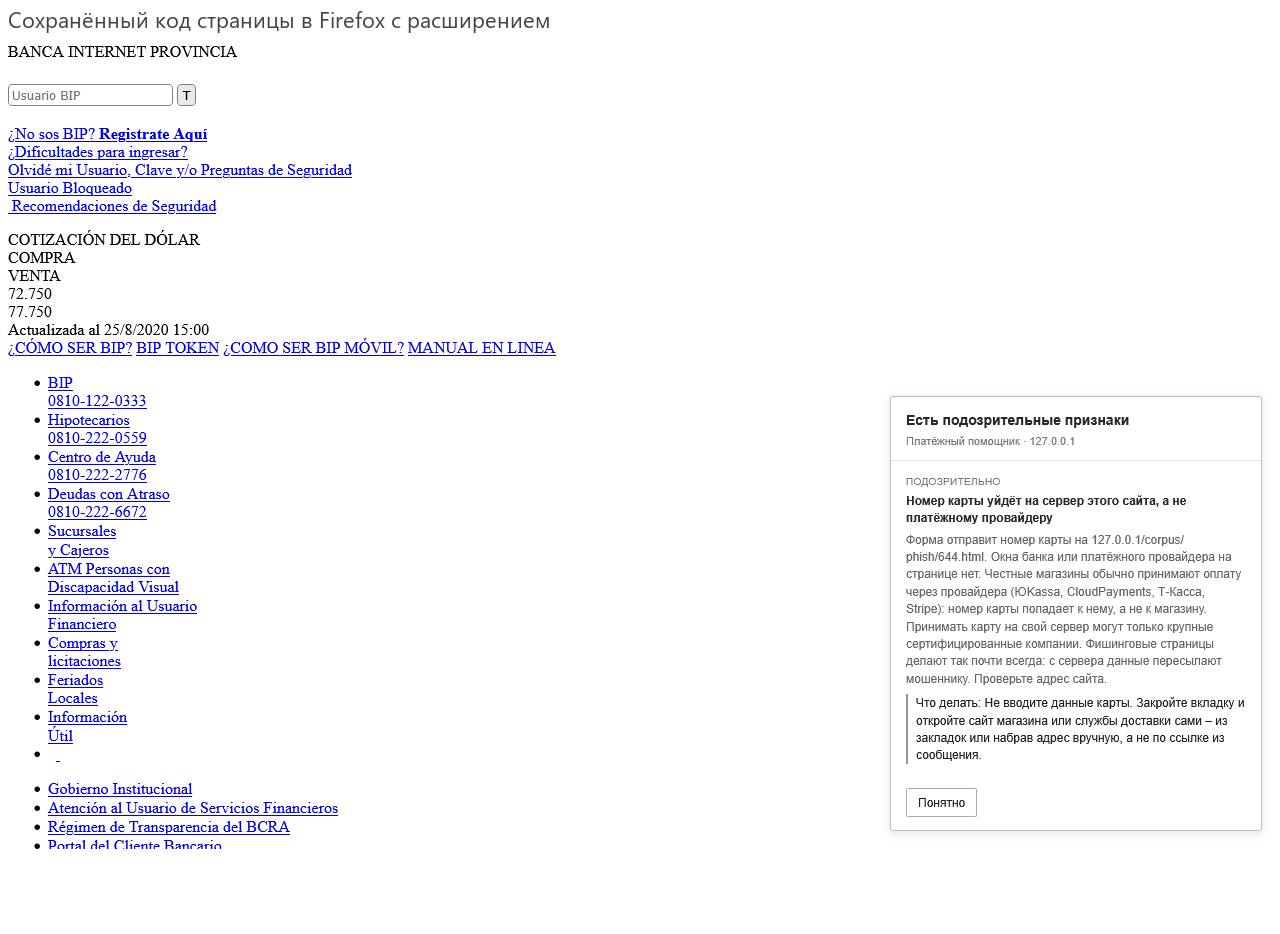 Сохранённый код страницы в Firefox с расширением
BANCA INTERNET PROVINCIA
Usuario BIP T
¿No sos BIP? Registrate Aquí
¿Dificultades para ingresar?
Olvidé mi Usuario, Clave y/o Preguntas de Seguridad
Usuario Bloqueado
Recomendaciones de Seguridad
COTIZACIÓN DEL DÓLAR
COMPRA
VENTA
72.750
77.750
Actualizada al 25/8/2020 15:00
¿CÓMO SER BIP? BIP TOKEN ¿COMO SER BIP MÓVIL? MANUAL EN LINEA
BIP
0810-122-0333
Hipotecarios
0810-222-0559
Centro de Ayuda
0810-222-2776
Deudas con Atraso
0810-222-6672
Sucursales
y Cajeros
ATM Personas con
Discapacidad Visual
Información al Usuario
Financiero
Compras y
licitaciones
Feriados
Locales
Información
Útil
Gobierno Institucional
Atención al Usuario de Servicios Financieros
Régimen de Transparencia del BCRA
Portal del Cliente Bancario
Есть подозрительные признаки
Платёжный помощник · 127.0.0.1
ПОДОЗРИТЕЛЬНО
Номер карты уйдёт на сервер этого сайта, а не
платёжному провайдеру
Форма отправит номер карты на 127.0.0.1/corpus/
phish/644.html. Окна банка или платёжного провайдера на
странице нет. Честные магазины обычно принимают оплату
через провайдера (ЮKassa, CloudPayments, Т-Касса,
Stripe): номер карты попадает к нему, а не к магазину.
Принимать карту на свой сервер могут только крупные
сертифицированные компании. Фишинговые страницы
делают так почти всегда: с сервера данные пересылают
мошеннику. Проверьте адрес сайта.
Что делать: Не вводите данные карты. Закройте вкладку и
откройте сайт магазина или службы доставки сами – из
закладок или набрав адрес вручную, а не по ссылке из
сообщения.
Понятно